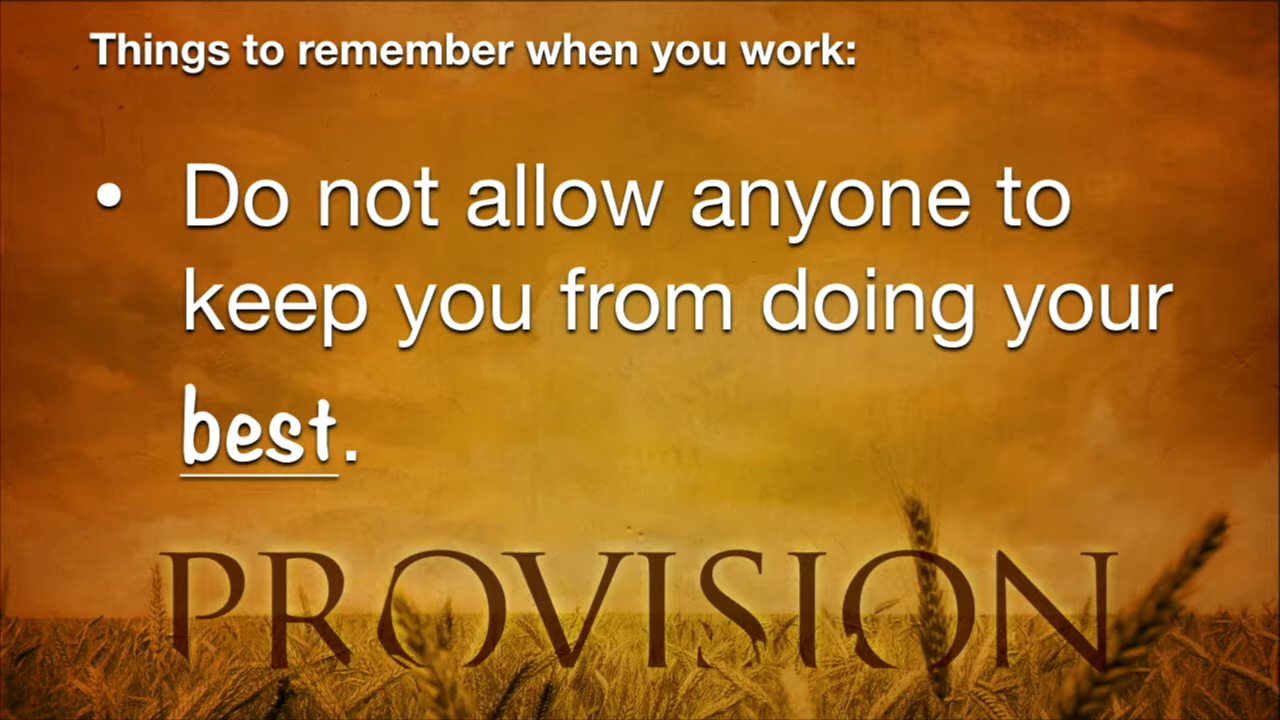 Things to remember when you work:
• Do not allow anyone to
keep you from doing your
best.
PROVISION